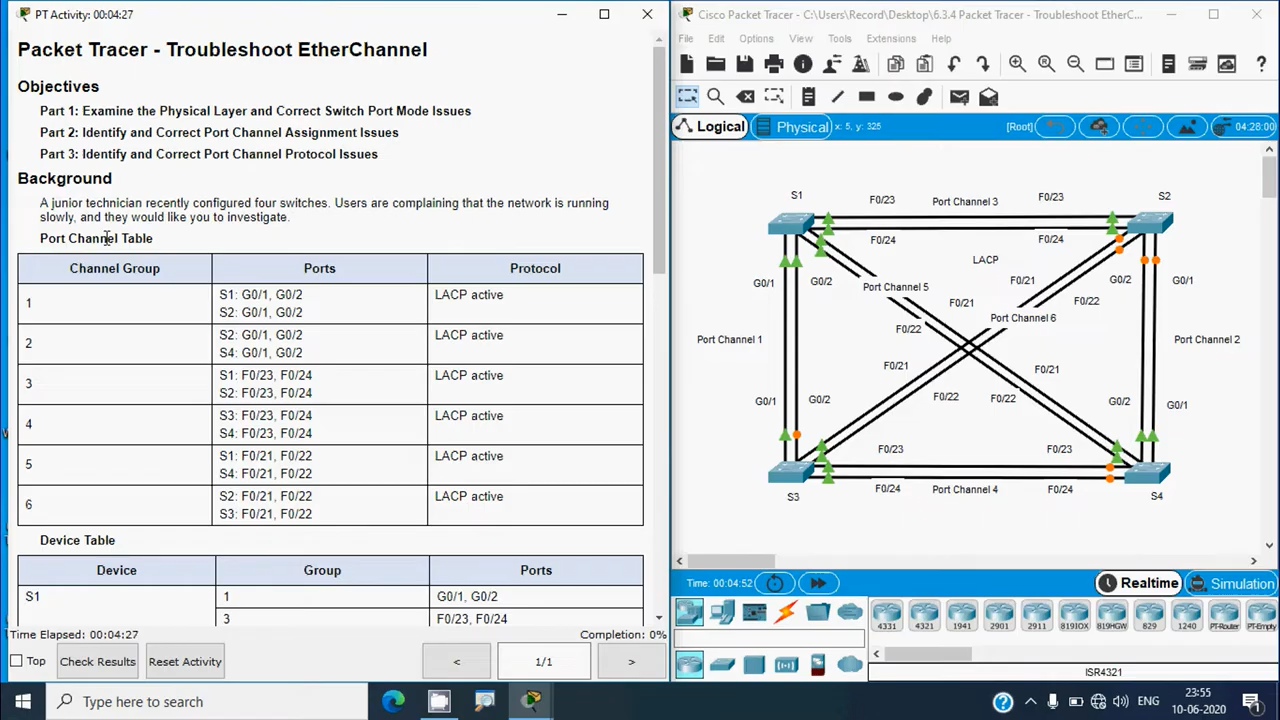 PT Activity: 00:04:27
Packet Tracer - Troubleshoot EtherChannel
Objectives
Part 1: Examine the Physical Layer and Correct Switch Port Mode Issues
Part 2: Identify and Correct Port Channel Assignment Issues
Part 3: Identify and Correct Port Channel Protocol Issues
Background
A junior technician recently configured four switches. Users are complaining that the network is running
slowly, and they would like you to investigate.
Port Channel Table
Channel Group Ports Protocol
1 S1: G0/1, G0/2 LACP active
S2: G0/1, G0/2
2 S2: G0/1, G0/2 LACP active
S4: G0/1, G0/2
3 S1: F0/23, F0/24 LACP active
S2: F0/23, F0/24
4 S3: F0/23, F0/24 LACP active
S4: F0/23, F0/24
5 S1: F0/21, F0/22 LACP active
S4: F0/21, F0/22
6 S2: F0/21, F0/22 LACP active
S3: F0/21, F0/22
Device Table
Device Group Ports
S1 1 G0/1, G0/2
3 F0/23, F0/24
Time Elapsed: 00:04:27 Completion: 0%
Top Check Results Reset Activity < 1/1 >
Cisco Packet Tracer - C:\Users\Record\Desktop\6.3.4 Packet Tracer - Troubleshoot EtherC...
File Edit Options View Tools Extensions Help
Logical Physical x: 5, y: 325 [Root] 04:28:00
S1 F0/23 Port Channel 3 F0/23 S2
F0/24 F0/24
LACP
G0/1 G0/2 Port Channel 5 F0/21 G0/2 G0/1
F0/21 F0/22
F0/22 Port Channel 6
Port Channel 1 Port Channel 2
F0/21 F0/21
G0/1 G0/2 F0/22 F0/22 G0/2 G0/1
F0/23 F0/23
F0/24 Port Channel 4 F0/24
S3 S4
Time: 00:04:52 Realtime Simulation
4331 4321 1941 2901 2911 819IOX 819HGW 829 1240 PT-Router PT-Empty
ISR4321
Type here to search
ENG 23:55
10-06-2020 1